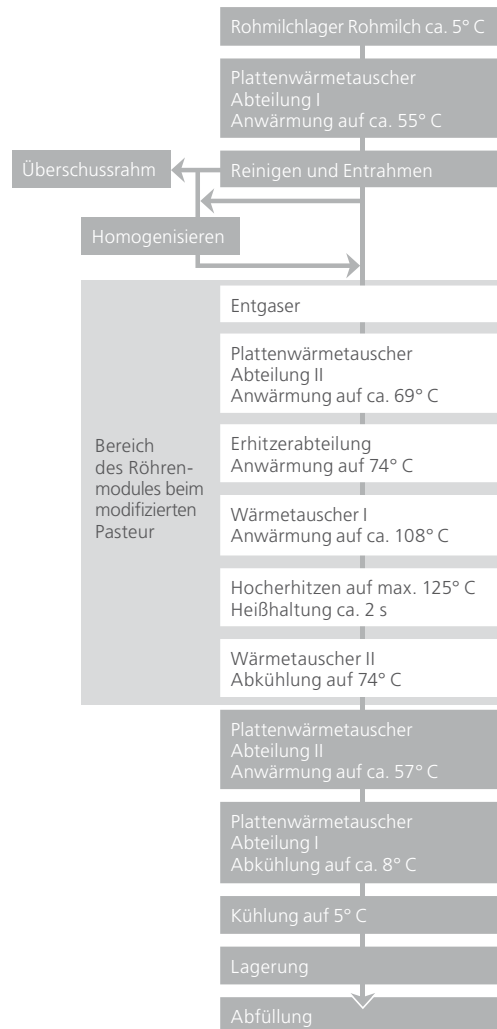 Rohmilchlager Rohmilch ca. 5° C
Plattenwärmetauscher
Abteilung I
Anwärmung auf ca. 55° C
Überschussrahm
Reinigen und Entrahmen
Homogenisieren
Entgaser
Plattenwärmetauscher
Abteilung II
Anwärmung auf ca. 69° C
Bereich
des Röhren-
modules beim
modifizierten
Pasteur
Erhitzerabteilung
Anwärmung auf 74° C
Wärmetauscher I
Anwärmung auf ca. 108° C
Hocherhitzen auf max. 125° C
Heißhaltung ca. 2 s
Wärmetauscher II
Abkühlung auf 74° C
Plattenwärmetauscher
Abteilung II
Anwärmung auf ca. 57° C
Plattenwärmetauscher
Abteilung I
Abkühlung auf ca. 8° C
Kühlung auf 5° C
Lagerung
Abfüllung